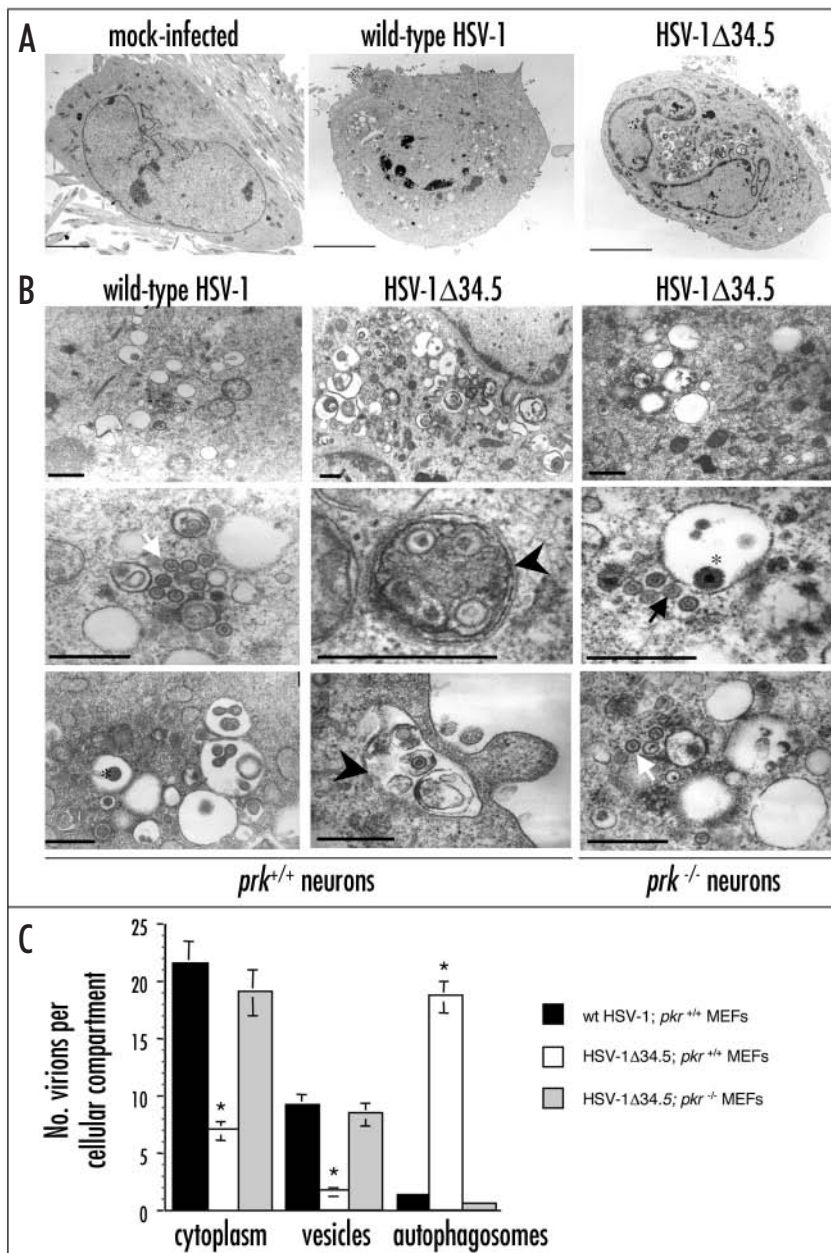 A
mock-infected wild-type HSV-1 HSV-1Δ34.5
B
wild-type HSV-1 HSV-1Δ34.5 HSV-1Δ34.5
*
*
prk+/+ neurons prk -/- neurons
C
No. virions per
cellular compartment
25
20
15
10
5
0
* * *
cytoplasm vesicles autophagosomes
wt HSV-1; pkr +/+ MEFs
HSV-1Δ34.5; pkr +/+ MEFs
HSV-1Δ34.5; pkr -/- MEFs